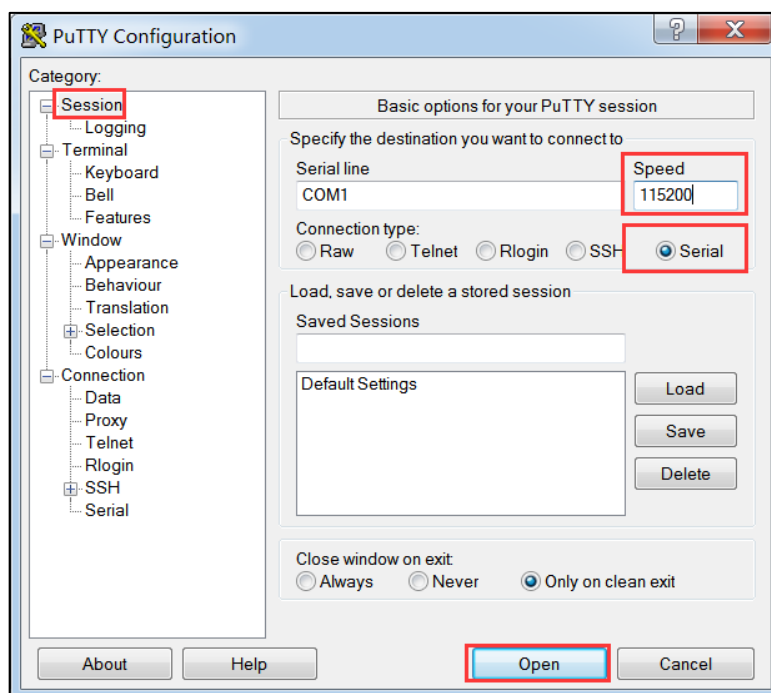 PuTTY Configuration
Category:
Session
Logging
Terminal
Keyboard
Bell
Features
Window
Appearance
Behaviour
Translation
Selection
Colours
Connection
Data
Proxy
Telnet
Rlogin
SSH
Serial
Basic options for your PuTTY session
Specify the destination you want to connect to
Serial line Speed
COM1 115200
Connection type:
Raw Telnet Rlogin SSH Serial
Load, save or delete a stored session
Saved Sessions
Default Settings
Load
Save
Delete
Close window on exit:
Always Never Only on clean exit
About Help Open Cancel